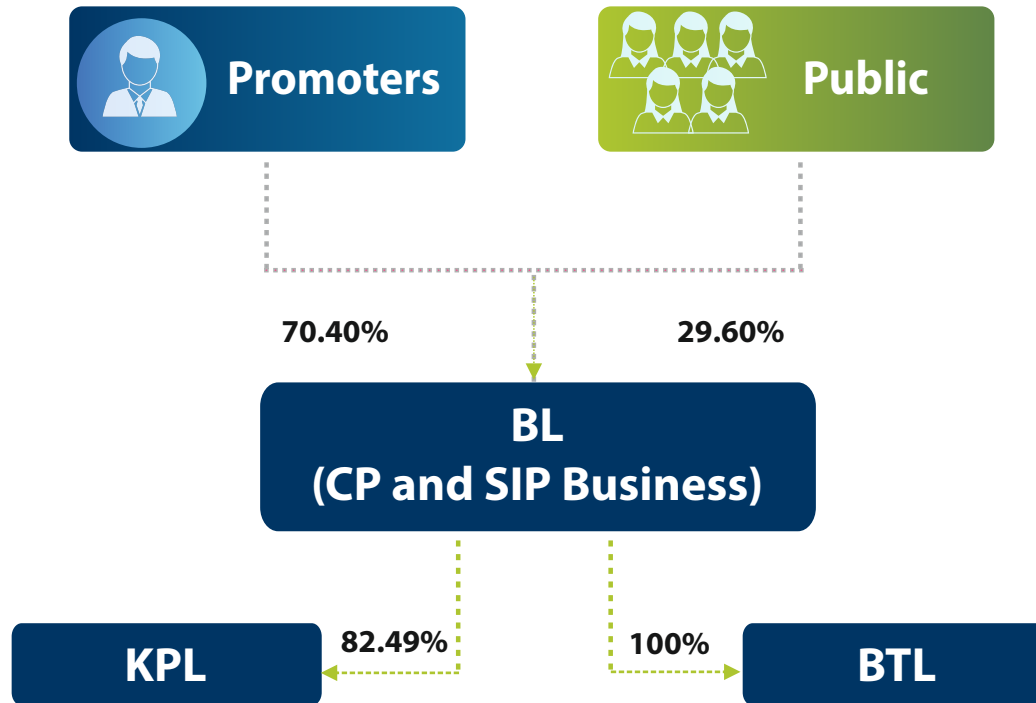 Promoters
Public
70.40%
29.60%
BL
(CP and SIP Business)
KPL
82.49%
100%
BTL